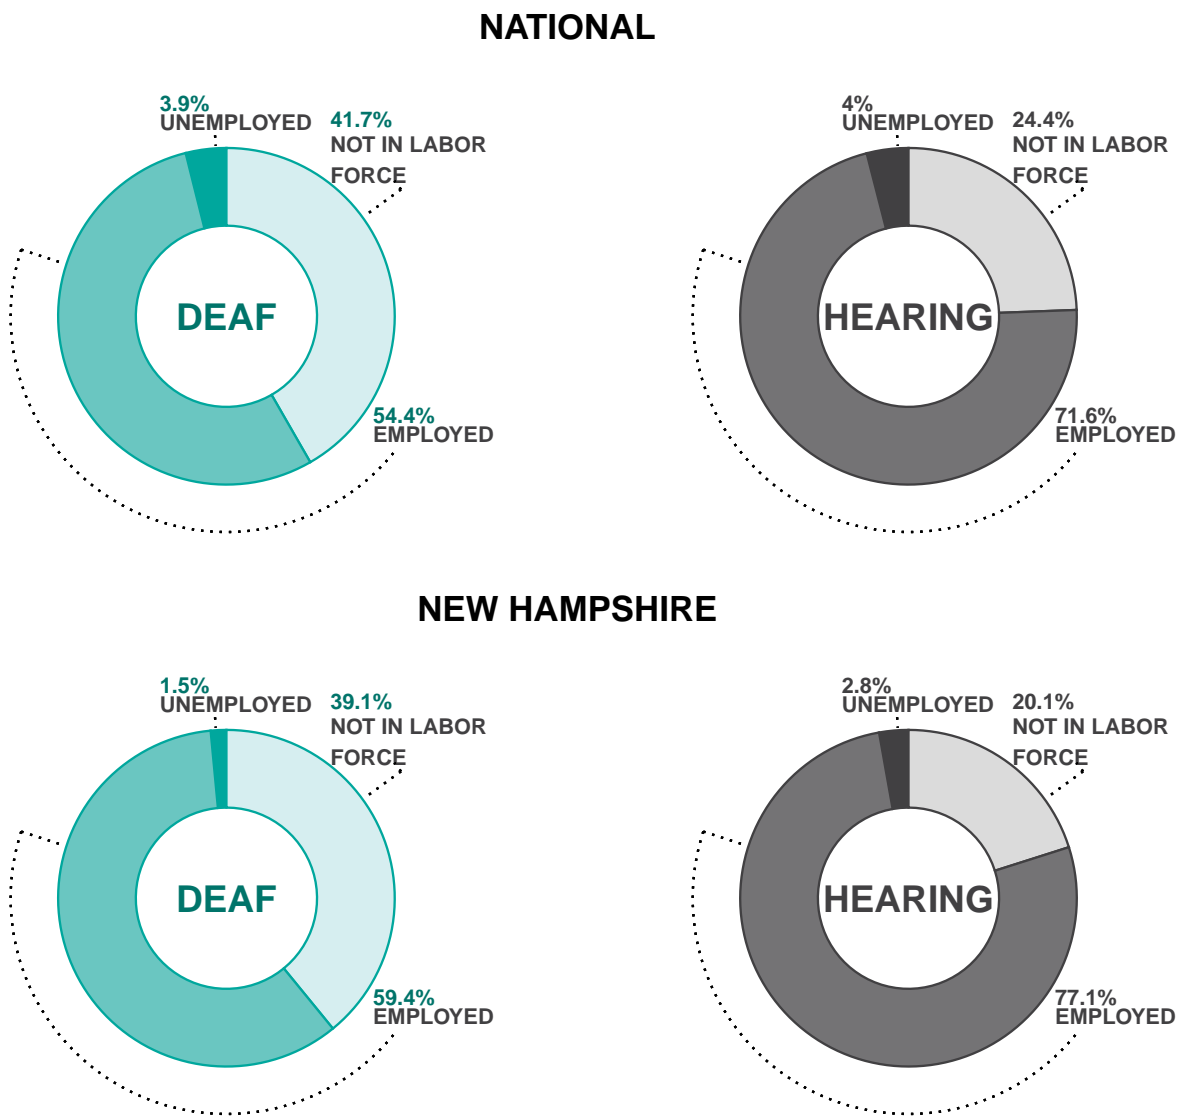 NATIONAL
3.9%
UNEMPLOYED
41.7%
NOT IN LABOR
FORCE
DEAF
54.4%
EMPLOYED
4%
UNEMPLOYED
24.4%
NOT IN LABOR
FORCE
HEARING
71.6%
EMPLOYED
NEW HAMPSHIRE
1.5%
UNEMPLOYED
39.1%
NOT IN LABOR
FORCE
DEAF
59.4%
EMPLOYED
2.8%
UNEMPLOYED
20.1%
NOT IN LABOR
FORCE
HEARING
77.1%
EMPLOYED